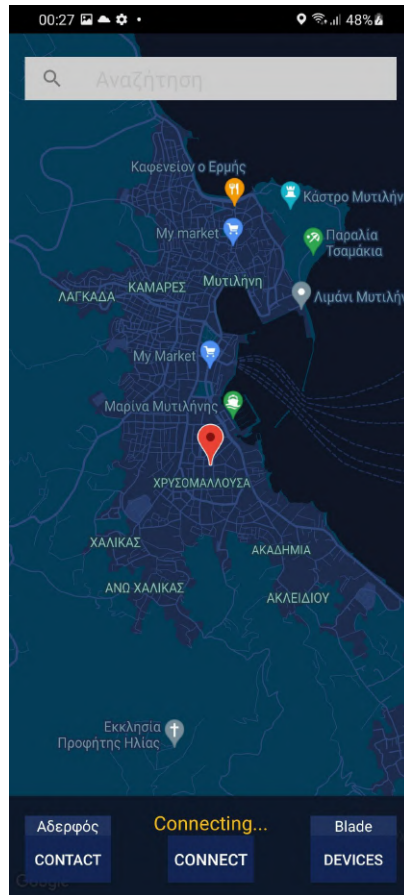 00:27
48%
Αναζήτηση
Καφενείον ο Ερμής
Κάστρο Μυτιλήν
My market
Παραλία
Τσαμάκια
ΛΑΓΚΑΔΑ
ΚΑΜΑΡΕΣ
Μυτιλήνη
Λιμάνι Μυτιλήν
My Market
Μαρίνα Μυτιλήνης
ΧΡΥΣΟΜΑΛΛΟΥΣΑ
ΧΑΛΙΚΑΣ
ΑΚΑΔΗΜΙΑ
ΑΝΩ ΧΑΛΙΚΑΣ
ΑΚΛΕΙΔΙΟΥ
Εκκλησία
Προφήτης Ηλίας
Αδερφός
Connecting...
Blade
CONTACT
CONNECT
DEVICES
Google